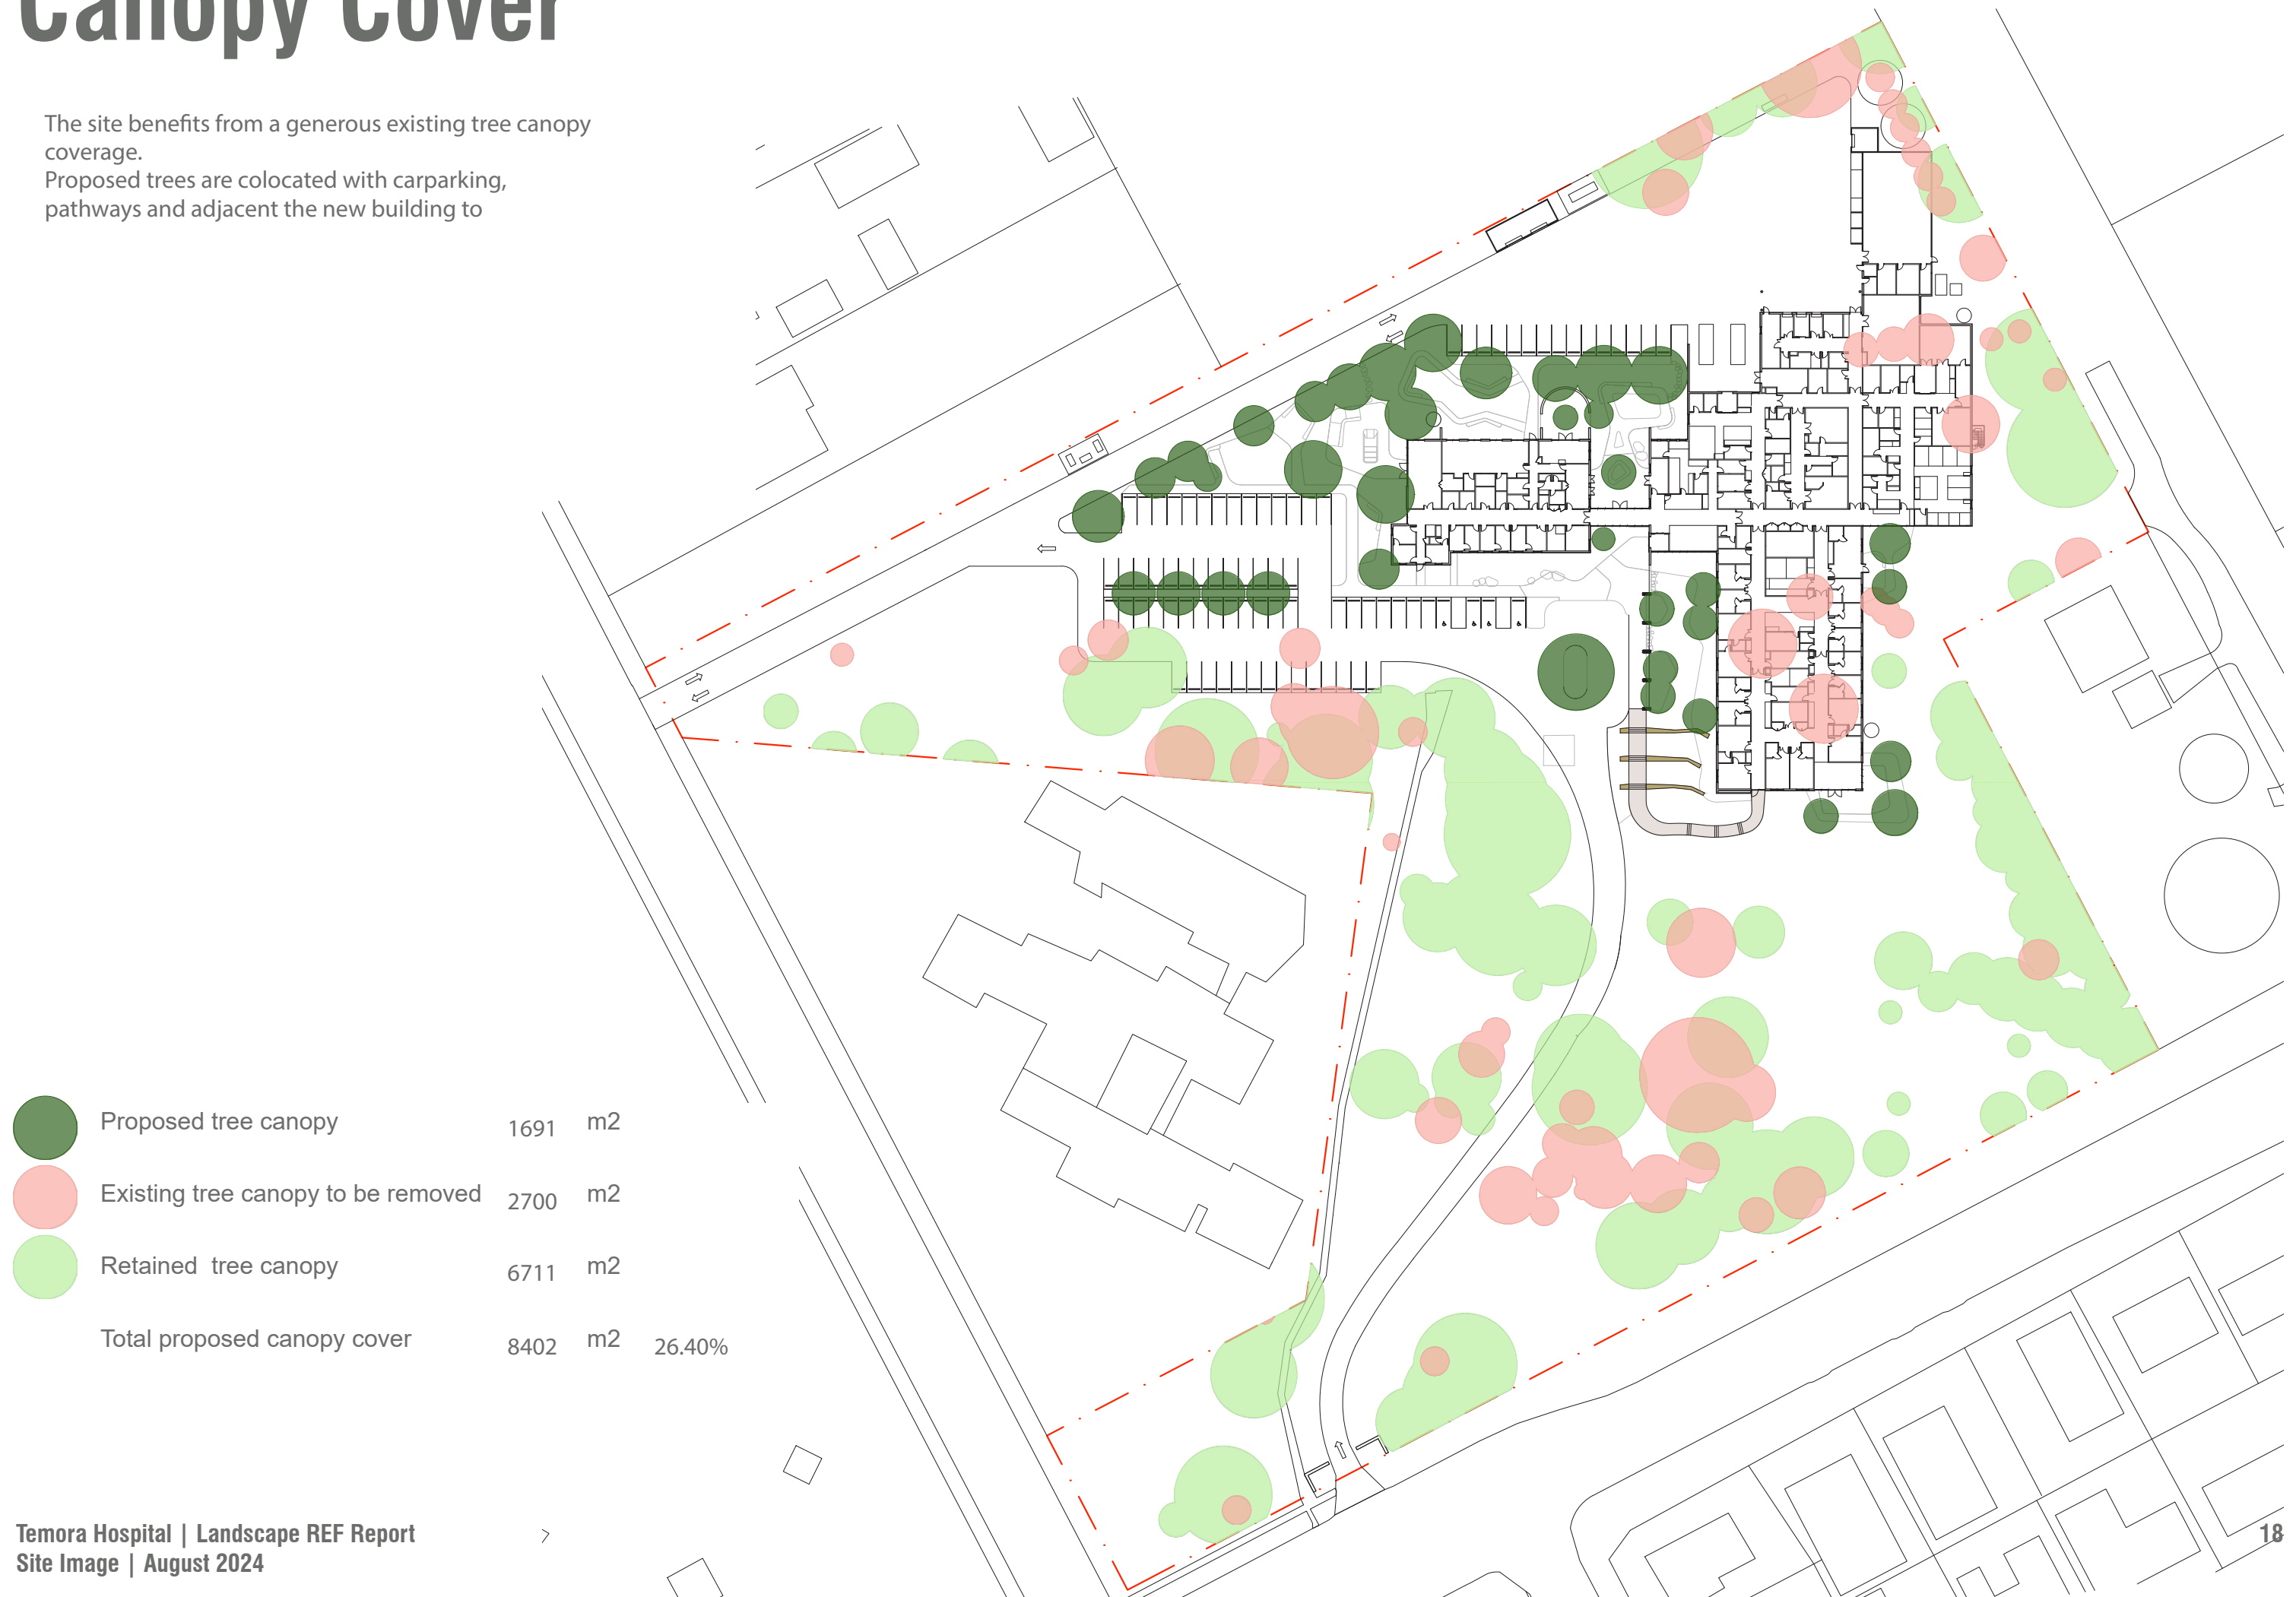 Canopy Cover
The site benefits from a generous existing tree canopy
coverage.
Proposed trees are colocated with carparking,
pathways and adjacent the new building to
Proposed tree canopy 1691 m2
Existing tree canopy to be removed 2700 m2
Retained tree canopy 6711 m2
Total proposed canopy cover 8402 m2 26.40%
Temora Hospital | Landscape REF Report
Site Image | August 2024
18